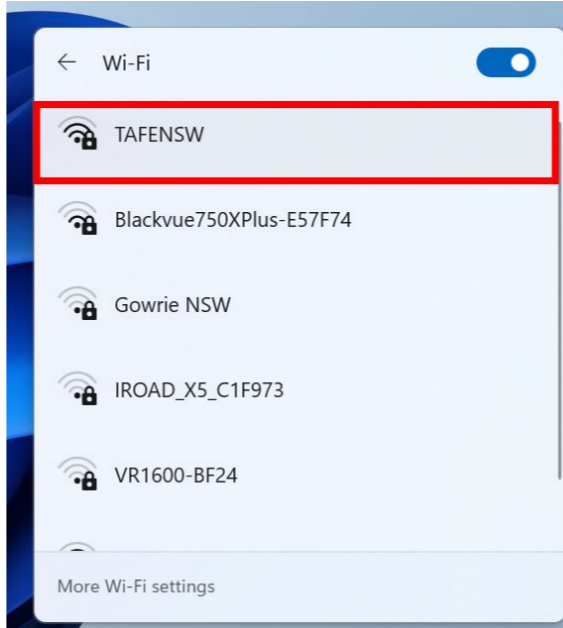 Wi-Fi
TAFENSW
Blackvue750XPlus-E57F74
Gowrie NSW
IROAD_X5_C1F973
VR1600-BF24
More Wi-Fi settings